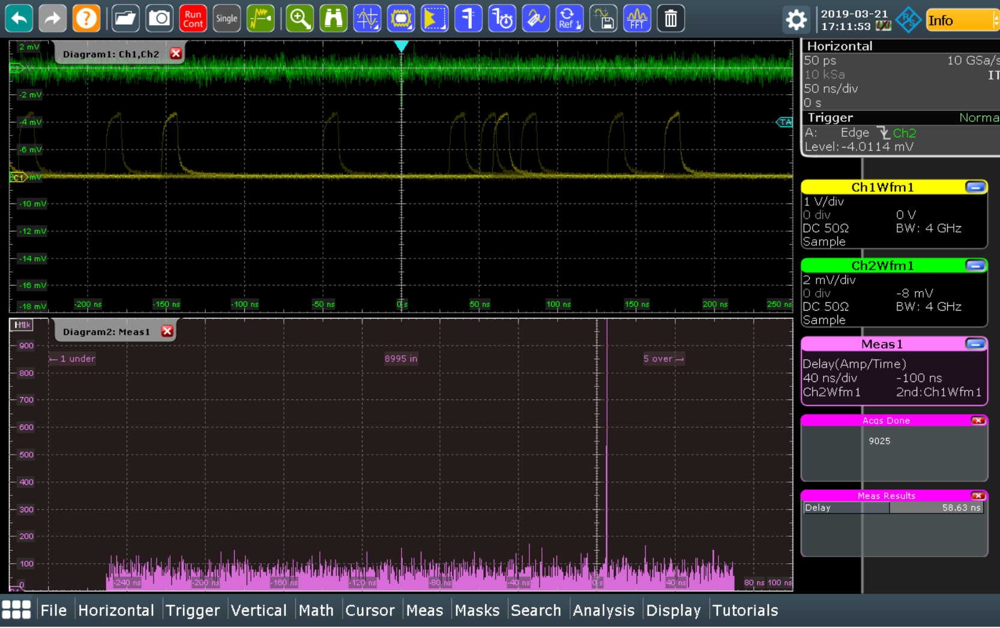 Run
Cont
Single
Ref 1
FFT
2019-03-21
17:11:53 LXI
R&S
Info
Diagram1: Ch1,Ch2
2 mV
-2 mV
-4 mV
-6 mV
C1 mV
-10 mV
-12 mV
-14 mV
-16 mV
-18 mV
TA
-200 ns
-150 ns
-100 ns
-50 ns
0 s
50 ns
100 ns
150 ns
200 ns
250 ns
Diagram2: Meas1
900
800
700
600
500
400
300
200
100
0
← 1 under
8995 in
5 over →
-240 ns
-200 ns
-160 ns
-120 ns
-80 ns
-40 ns
0 s
40 ns
80 ns
100 ns
Horizontal
50 ps 10 GSa/s
10 kSa IT
50 ns/div
0 s
Trigger Norma
A: Edge Ch2
Level:-4.0114 mV
Ch1Wfm1
1 V/div
0 div 0 V
DC 50Ω BW: 4 GHz
Sample
Ch2Wfm1
2 mV/div
0 div -8 mV
DC 50Ω BW: 4 GHz
Sample
Meas1
Delay(Amp/Time)
40 ns/div -100 ns
Ch2Wfm1 2nd:Ch1Wfm1
Acqs Done
9025
Meas Results
Delay 58.63 ns
File Horizontal Trigger Vertical Math Cursor Meas Masks Search Analysis Display Tutorials